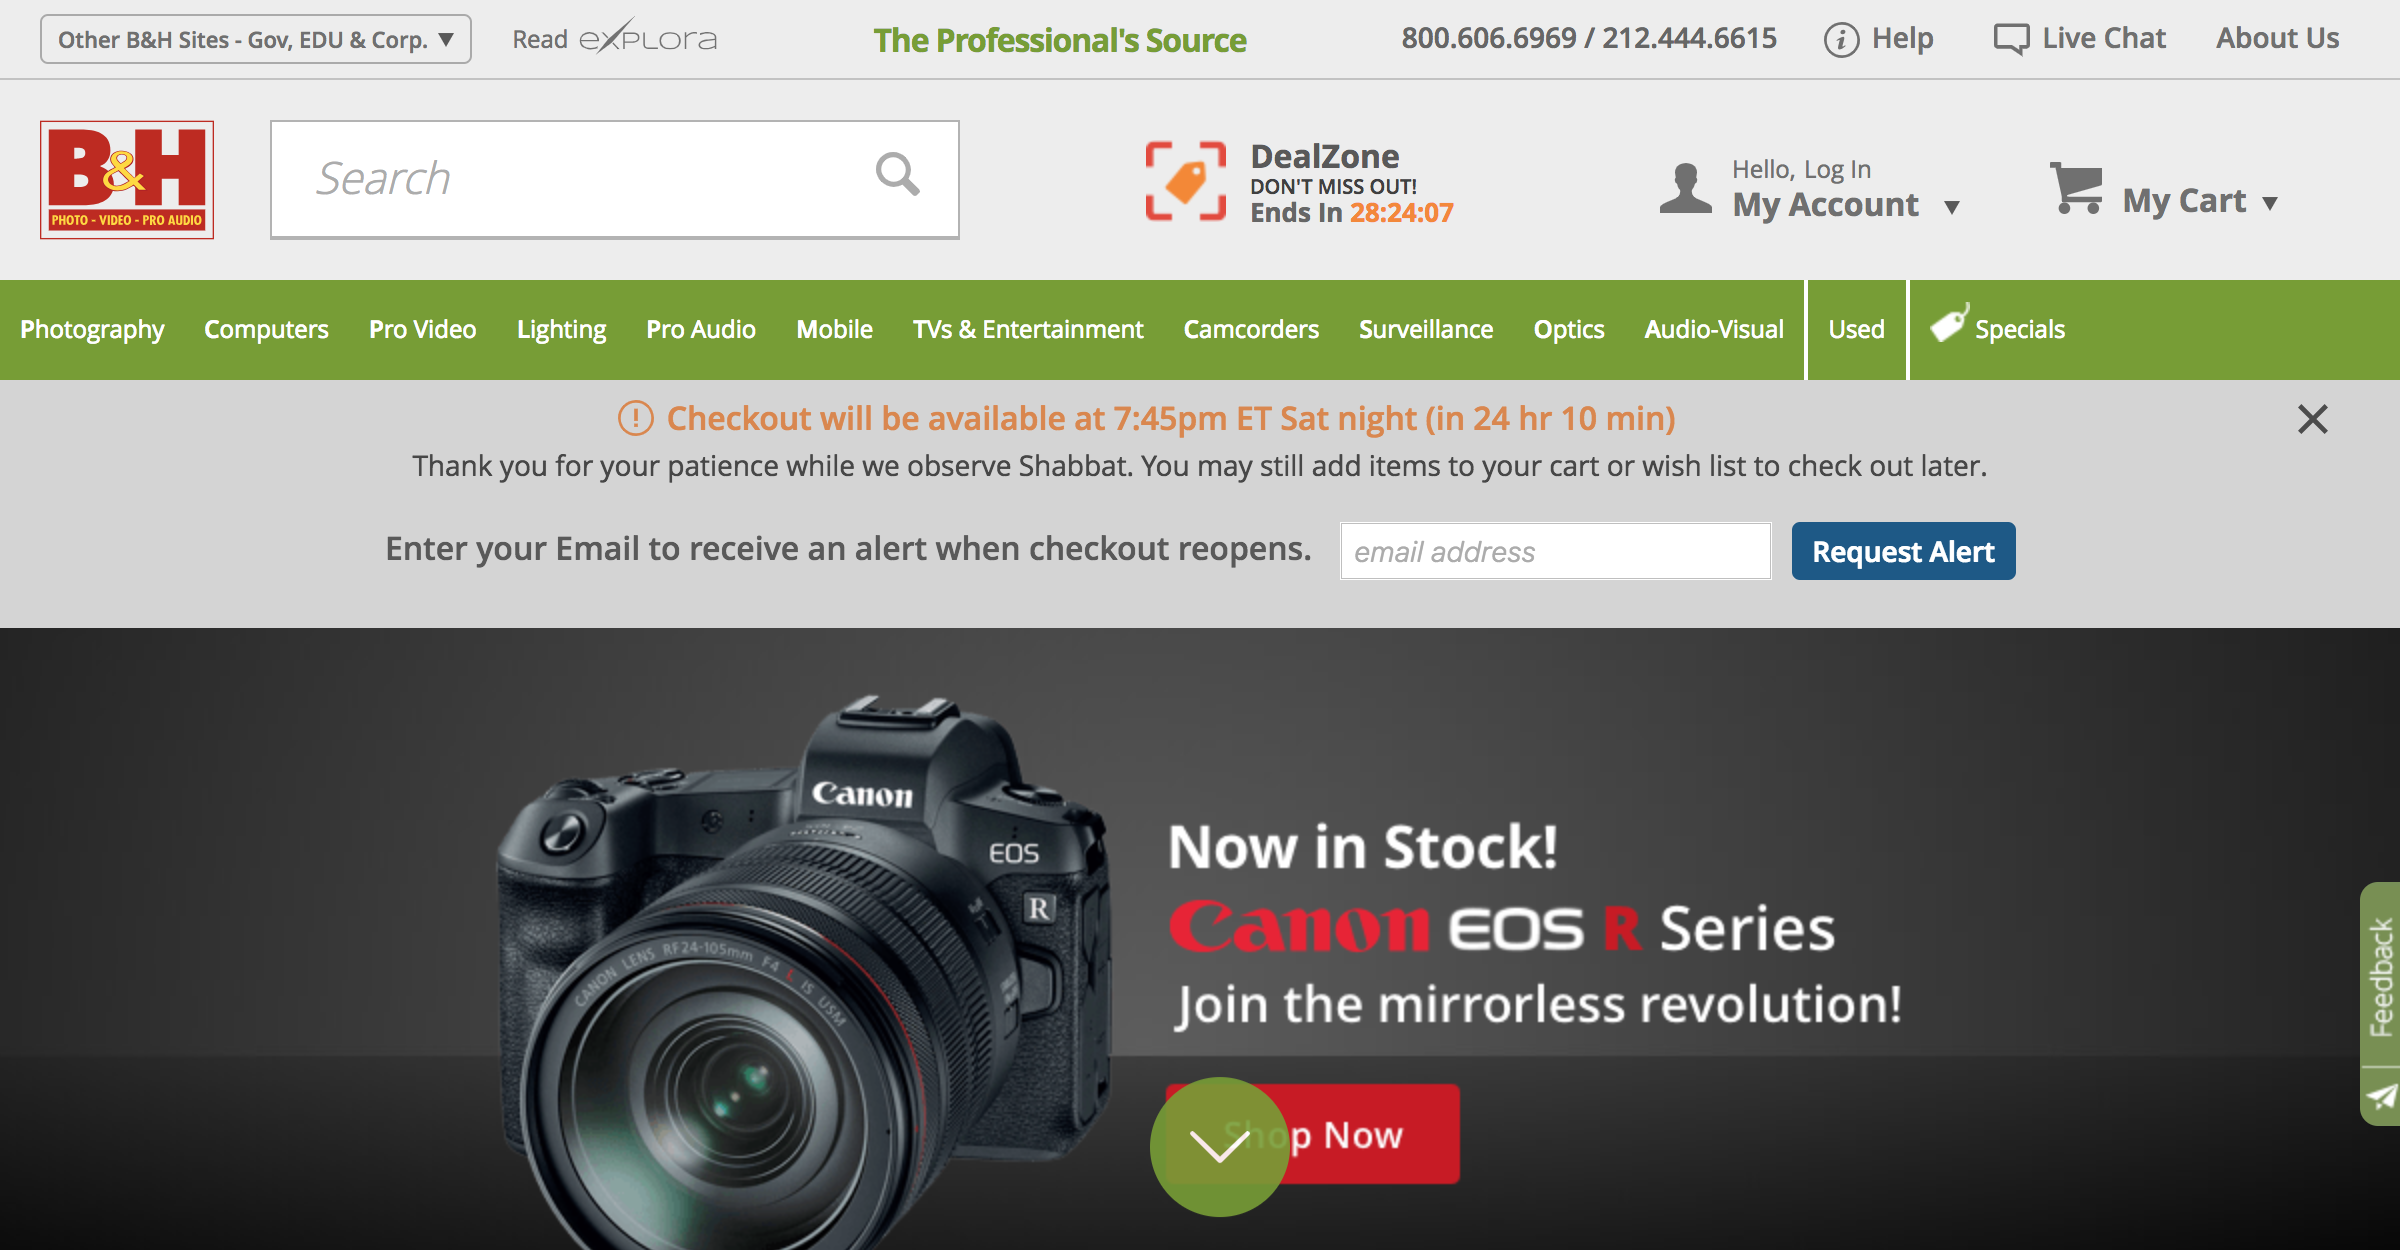 Other B&H Sites - Gov, EDU & Corp. ▼
Read eXPLORA
The Professional's Source
800.606.6969 / 212.444.6615
Help
Live Chat
About Us
B&H
PHOTO - VIDEO - PRO AUDIO
Search
DealZone
DON'T MISS OUT!
Ends In 28:24:07
Hello, Log In
My Account ▼
My Cart ▼
Photography
Computers
Pro Video
Lighting
Pro Audio
Mobile
TVs & Entertainment
Camcorders
Surveillance
Optics
Audio-Visual
Used
Specials
Checkout will be available at 7:45pm ET Sat night (in 24 hr 10 min)
Thank you for your patience while we observe Shabbat. You may still add items to your cart or wish list to check out later.
Enter your Email to receive an alert when checkout reopens.
email address
Request Alert
Canon
EOS
R
CANON LENS RF24-105mm F4 L IS USM
Now in Stock!
Canon EOS R Series
Join the mirrorless revolution!
Shop Now
Feedback